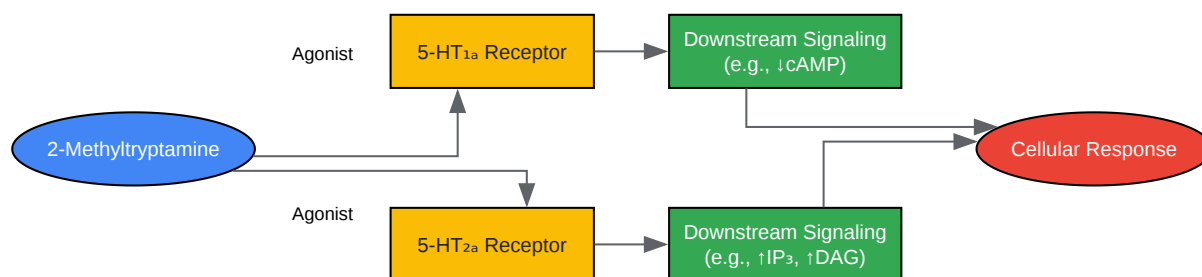 Agonist
5-HT₁ₐ Receptor
Downstream Signaling
(e.g., ↓cAMP)
2-Methyltryptamine
Cellular Response
Agonist
5-HT₂ₐ Receptor
Downstream Signaling
(e.g., ↑IP₃, ↑DAG)